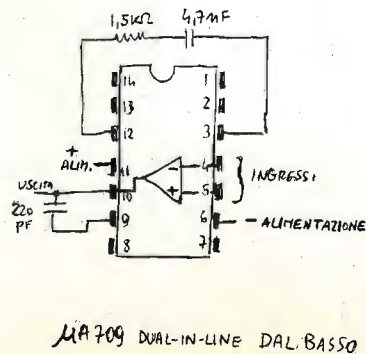 1,5KΩ 4,7nF
14 1
13 2
12 3
+
ALIM. 11 - 4
INGRESSI
USCITA 10 + 5
220
PF
9 6 - ALIMENTAZIONE
8 7
µA709 DUAL-IN-LINE DAL BASSO